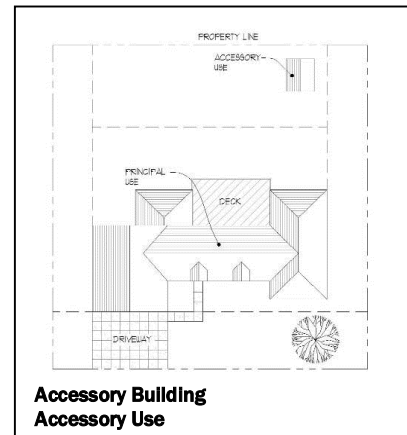 PROPERTY LINE
ACCESSORY
USE
PRINCIPAL
USE
DECK
DRIVEWAY
Accessory Building
Accessory Use